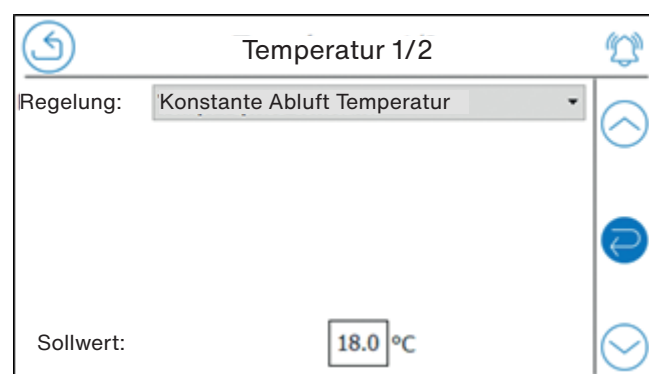 Temperatur 1/2
Regelung: Konstante Abluft Temperatur
Sollwert: 18.0 °C